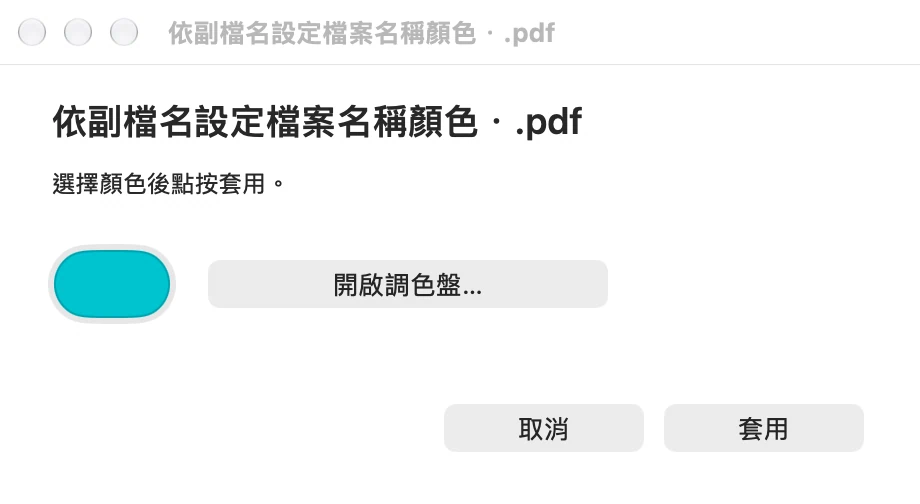 依副檔名設定檔案名稱顏色 · .pdf
依副檔名設定檔案名稱顏色 · .pdf
選擇顏色後點按套用。
開啟調色盤...
取消
套用